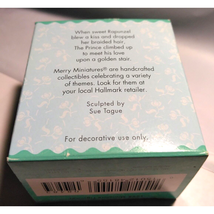 When sweet Rapunzel
blew a kiss and dropped
her braided hair,
The Prince climbed up
to meet his love
upon a golden stair.
Merry Miniatures® are handcrafted
collectibles celebrating a variety
of themes. Look for them
at your local Hallmark retailer.
Sculpted by
Sue Tague
For decorative use only.